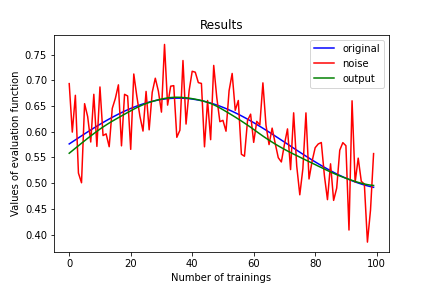 Results
original
noise
output
Values of evaluation function
0.75
0.70
0.65
0.60
0.55
0.50
0.45
0.40
0 20 40 60 80 100
Number of trainings